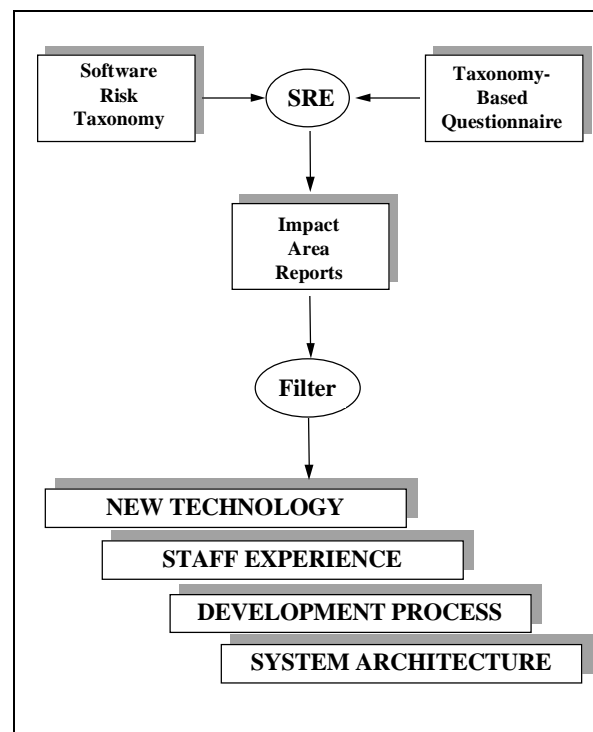 Software
Risk
Taxonomy
SRE
Taxonomy-
Based
Questionnaire
Impact
Area
Reports
Filter
NEW TECHNOLOGY
STAFF EXPERIENCE
DEVELOPMENT PROCESS
SYSTEM ARCHITECTURE